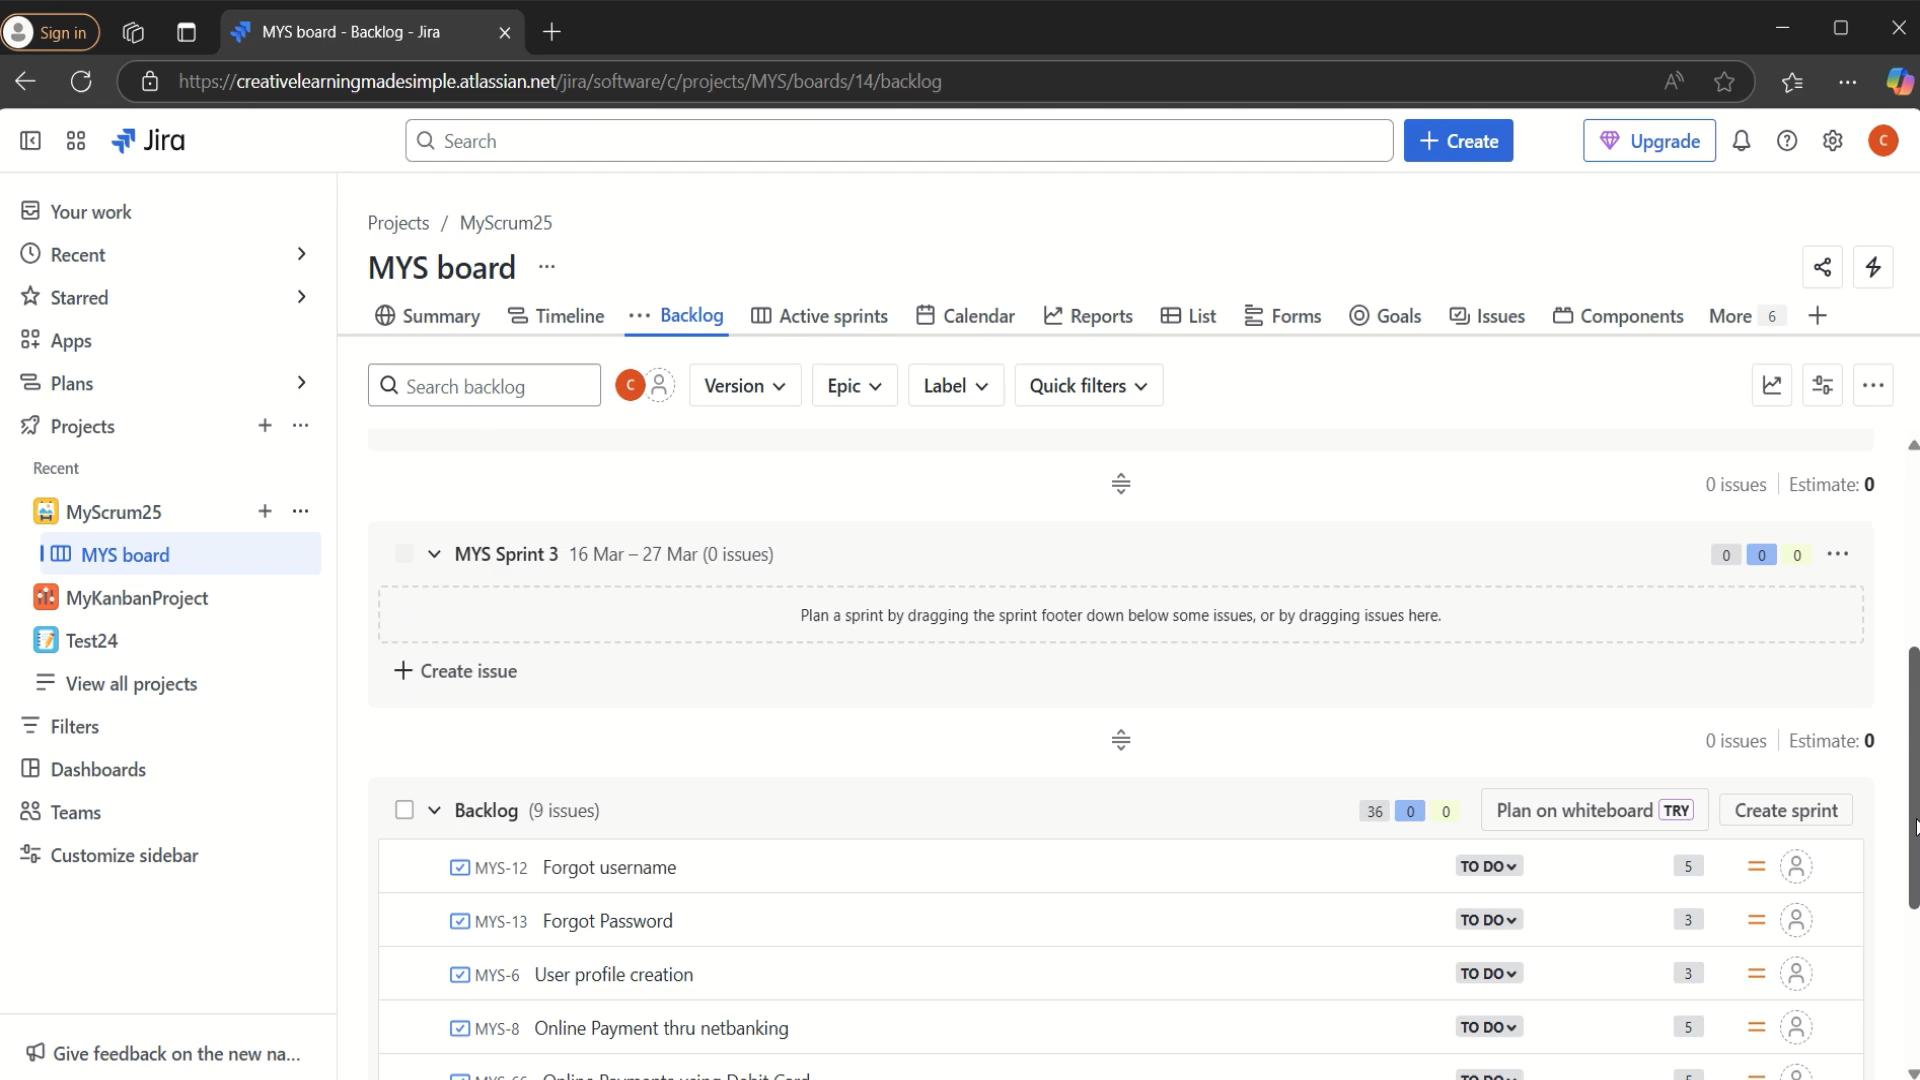 Sign in
MYS board - Backlog - Jira
https://creativelearningmadesimple.atlassian.net/jira/software/c/projects/MYS/boards/14/backlog
Jira
Search
+ Create
Upgrade
C
Your work
Recent
Starred
Apps
Plans
Projects
Recent
MyScrum25
MYS board
MyKanbanProject
Test24
View all projects
Filters
Dashboards
Teams
Customize sidebar
Give feedback on the new na...
Projects / MyScrum25
MYS board
Summary
Timeline
Backlog
Active sprints
Calendar
Reports
List
Forms
Goals
Issues
Components
More 6
Search backlog
C
Version
Epic
Label
Quick filters
0 issues Estimate: 0
MYS Sprint 3 16 Mar – 27 Mar (0 issues)
0 0 0
Plan a sprint by dragging the sprint footer down below some issues, or by dragging issues here.
+ Create issue
0 issues Estimate: 0
Backlog (9 issues)
36 0 0
Plan on whiteboard TRY
Create sprint
MYS-12 Forgot username TO DO 5
MYS-13 Forgot Password TO DO 3
MYS-6 User profile creation TO DO 3
MYS-8 Online Payment thru netbanking TO DO 5
Online Payments using Debit Card TO DO 5